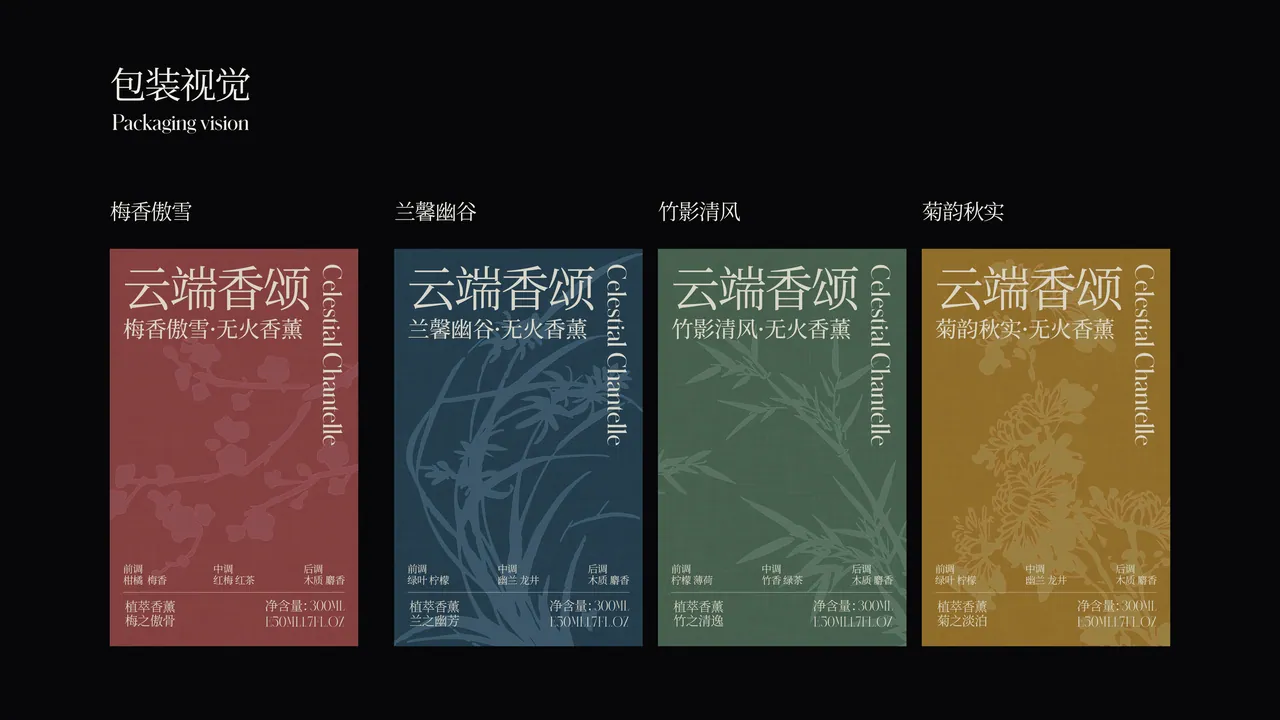 包装视觉
Packaging vision
梅香傲雪
兰馨幽谷
竹影清风
菊韵秋实
云端香颂
梅香傲雪·无火香薰
Celestial Chantelle
前调
柑橘 梅香
中调
红梅 红茶
后调
木质 麝香
植萃香薰
梅之傲骨
净含量:300ML
云端香颂
兰馨幽谷·无火香薰
Celestial Chantelle
前调
绿叶 柠檬
中调
幽兰 龙井
后调
木质 麝香
植萃香薰
兰之幽芳
净含量:300ML
云端香颂
竹影清风·无火香薰
Celestial Chantelle
前调
柠檬 薄荷
中调
竹香 绿茶
后调
木质 麝香
植萃香薰
竹之清逸
净含量:300ML
云端香颂
菊韵秋实·无火香薰
Celestial Chantelle
前调
绿叶 柠檬
中调
幽兰 龙井
后调
木质 麝香
植萃香薰
菊之淡泊
净含量:300ML